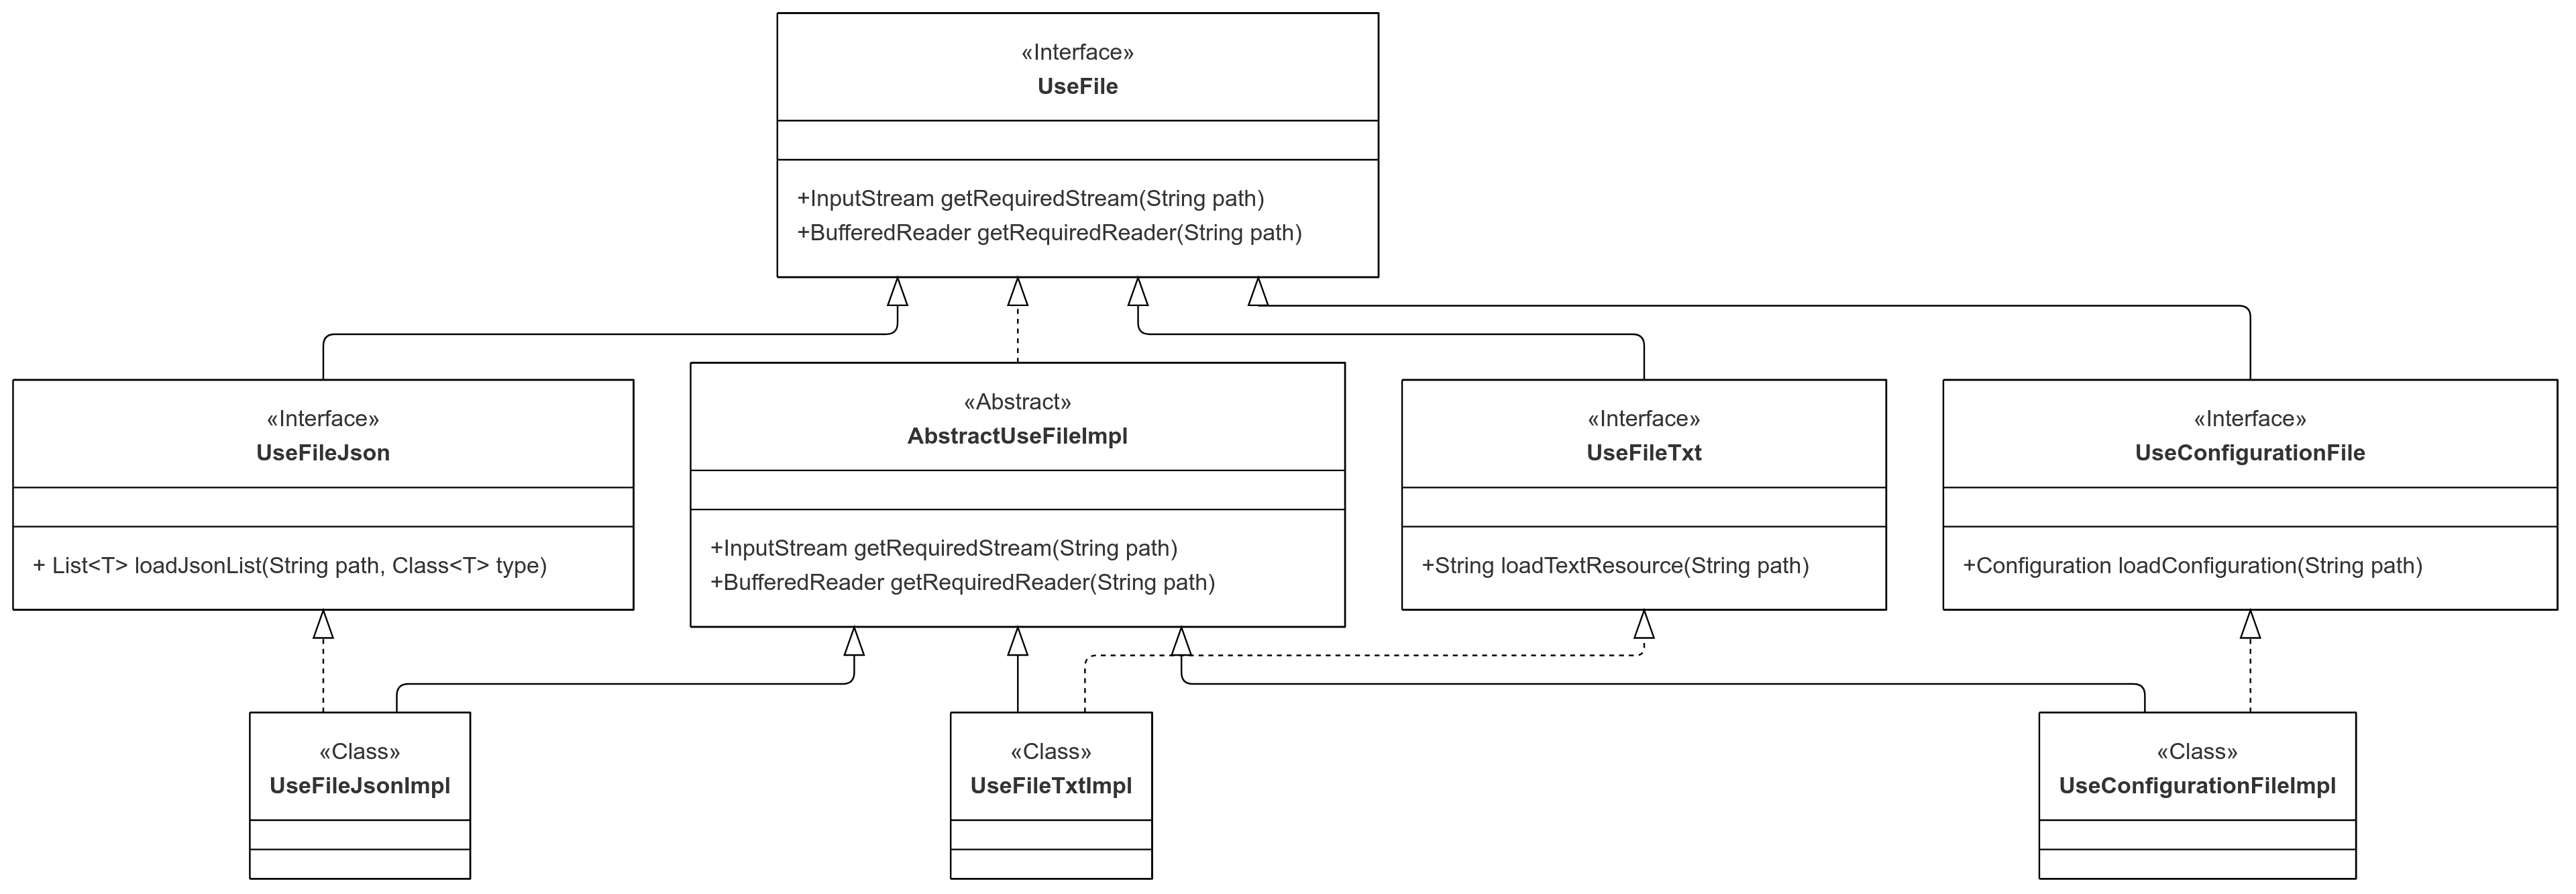 «Interface»
UseFile
+InputStream getRequiredStream(String path)
+BufferedReader getRequiredReader(String path)
«Interface»
UseFileJson
+ List<T> loadJsonList(String path, Class<T> type)
«Abstract»
AbstractUseFileImpl
+InputStream getRequiredStream(String path)
+BufferedReader getRequiredReader(String path)
«Interface»
UseFileTxt
+String loadTextResource(String path)
«Interface»
UseConfigurationFile
+Configuration loadConfiguration(String path)
«Class»
UseFileJsonImpl
«Class»
UseFileTxtImpl
«Class»
UseConfigurationFileImpl